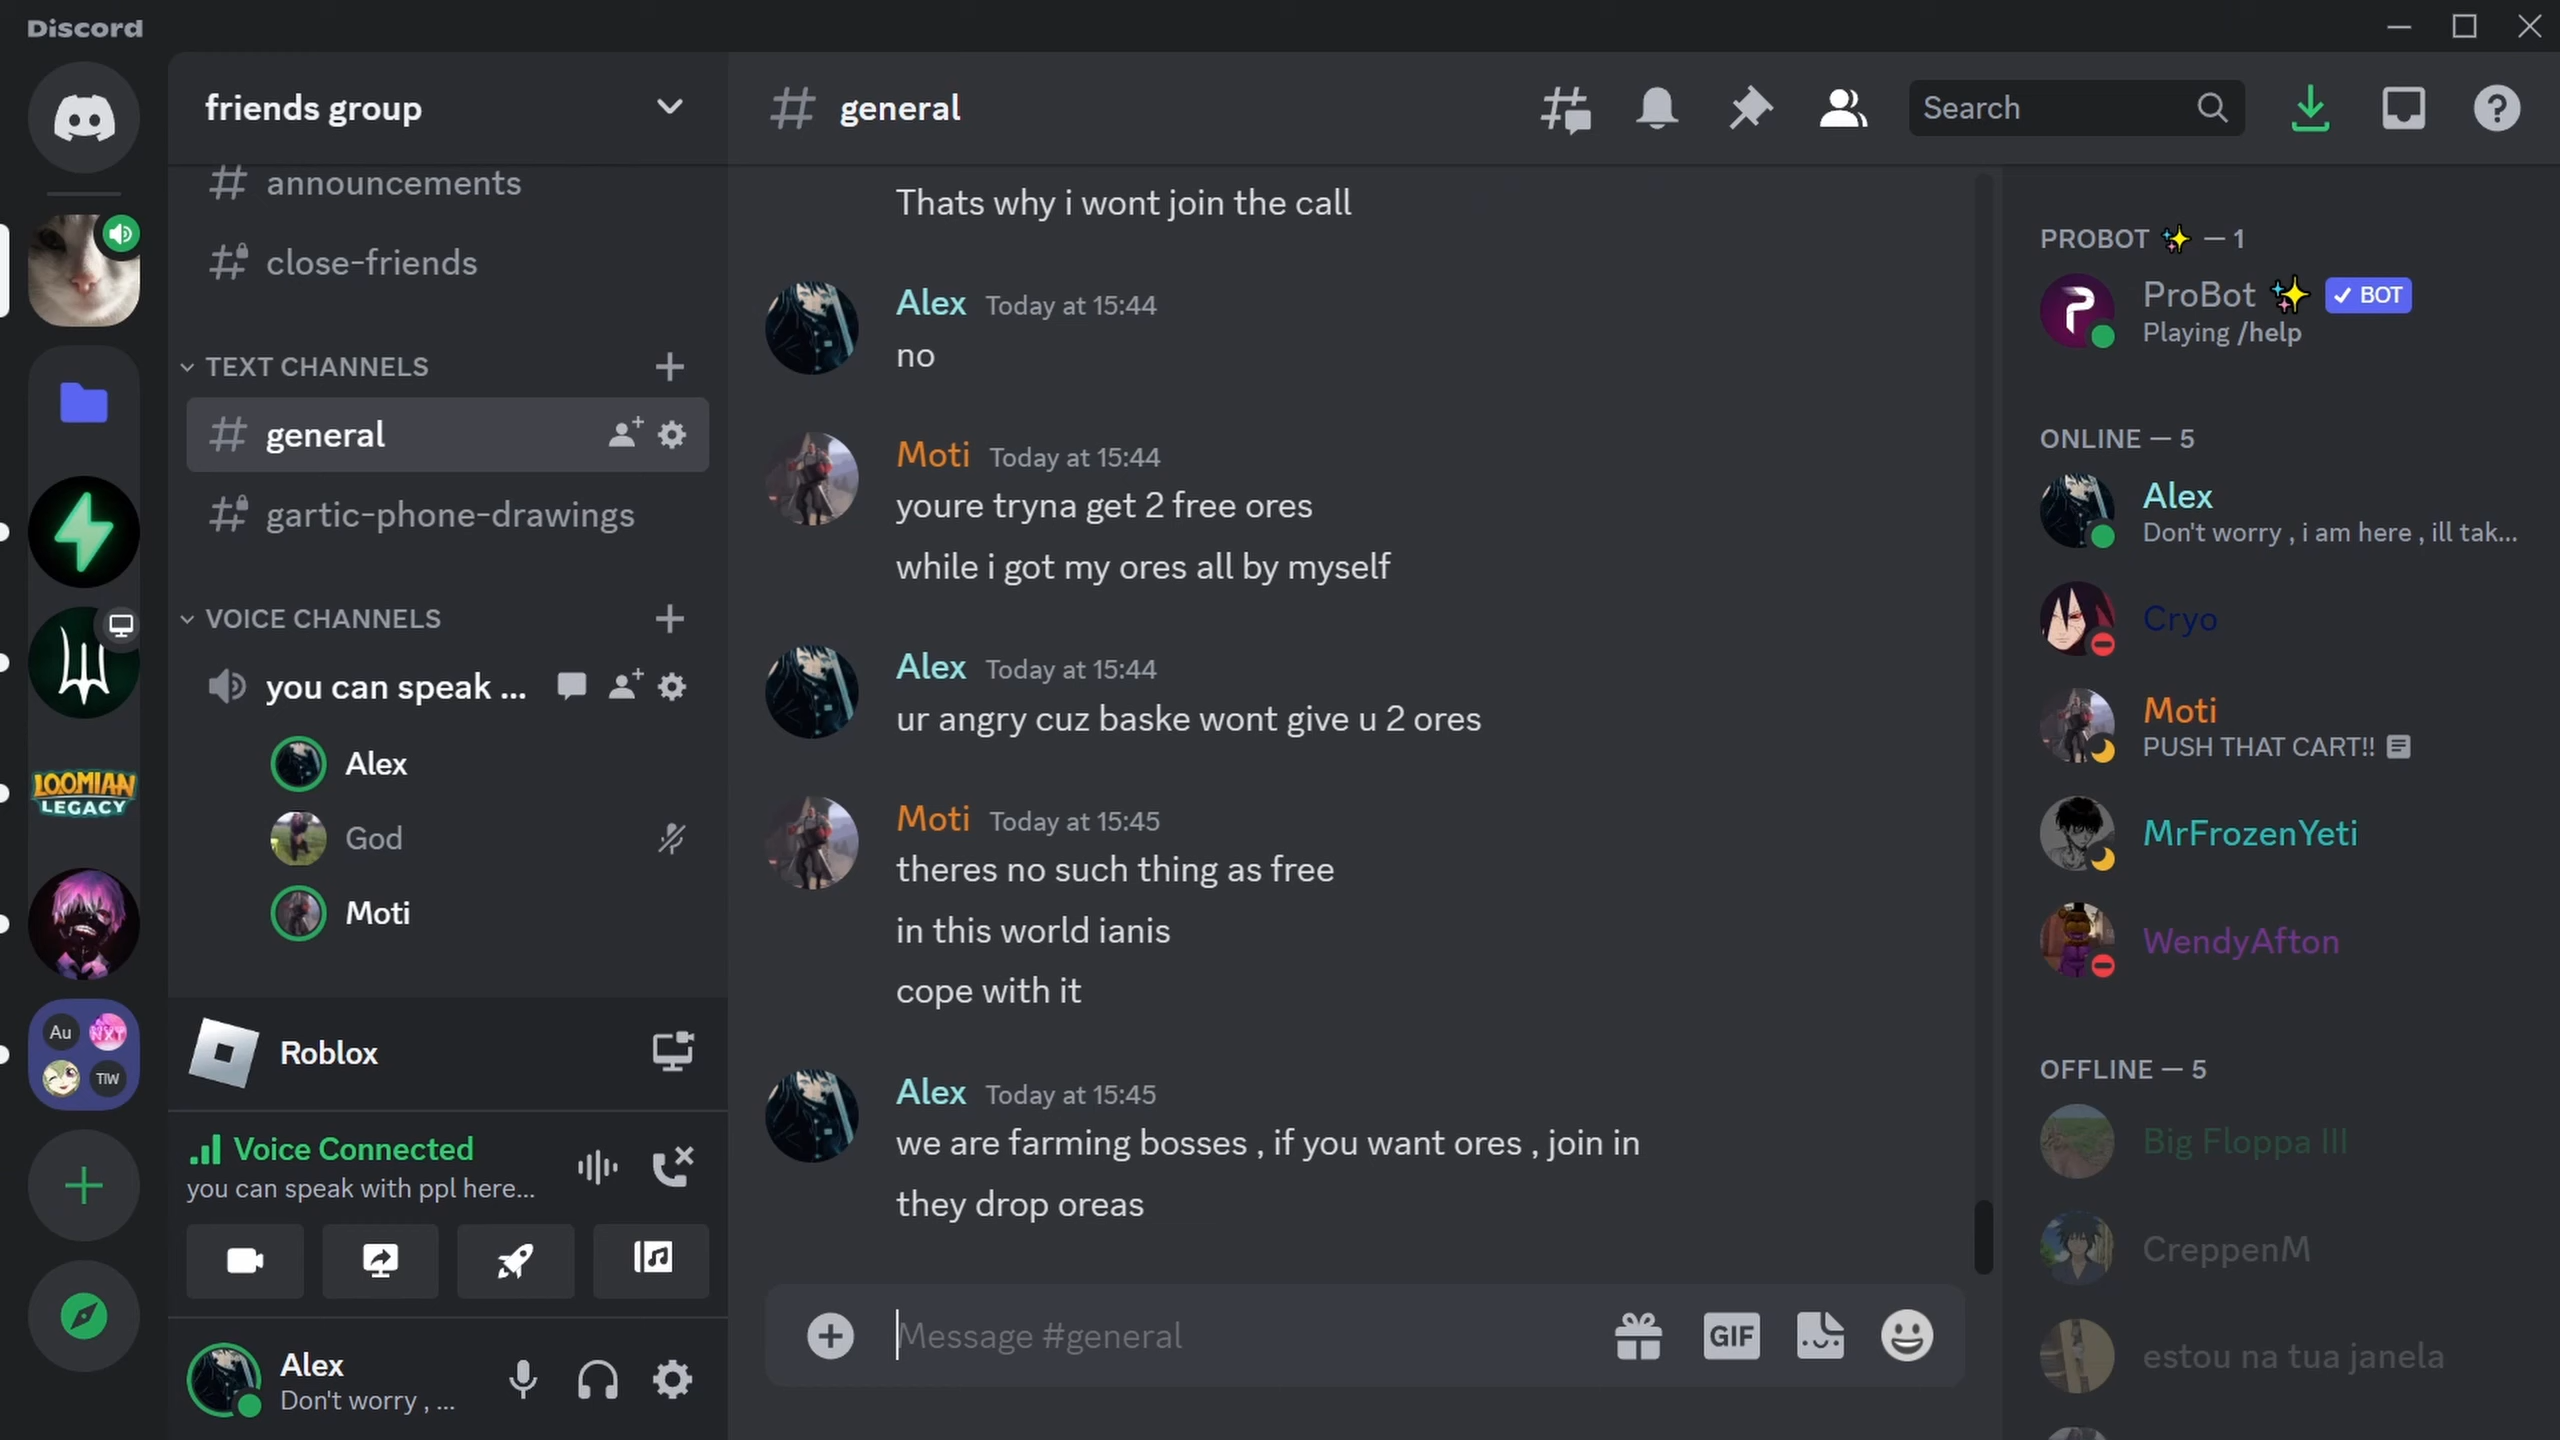 Discord
friends group
announcements
close-friends
TEXT CHANNELS
general
gartic-phone-drawings
VOICE CHANNELS
you can speak ...
Alex
God
Moti
LOOMIAN
LEGACY
Au
NXY
TIW
Roblox
Voice Connected
you can speak with ppl here...
Alex
Don't worry , ...
general
Search
Thats why i wont join the call
Alex Today at 15:44
no
Moti Today at 15:44
youre tryna get 2 free ores
while i got my ores all by myself
Alex Today at 15:44
ur angry cuz baske wont give u 2 ores
Moti Today at 15:45
theres no such thing as free
in this world ianis
cope with it
Alex Today at 15:45
we are farming bosses , if you want ores , join in
they drop oreas
Message #general
GIF
PROBOT ✨ — 1
ProBot ✨ ✓ BOT
Playing /help
ONLINE — 5
Alex
Don't worry , i am here , ill tak...
Cryo
Moti
PUSH THAT CART!!
MrFrozenYeti
WendyAfton
OFFLINE — 5
Big Floppa III
CreppenM
estou na tua janela